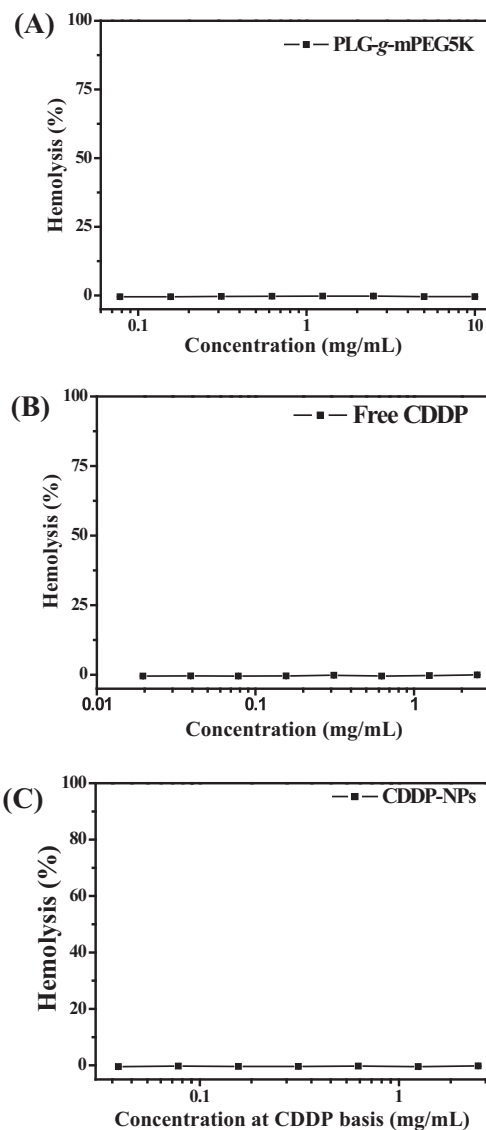 (A)
PLG-g-mPEG5K
Hemolysis (%)
100
75
50
25
0
0.1
1
10
Concentration (mg/mL)
(B)
Free CDDP
Hemolysis (%)
100
75
50
25
0
0.01
0.1
1
Concentration (mg/mL)
(C)
CDDP-NPs
Hemolysis (%)
100
80
60
40
20
0
0.1
1
Concentration at CDDP basis (mg/mL)